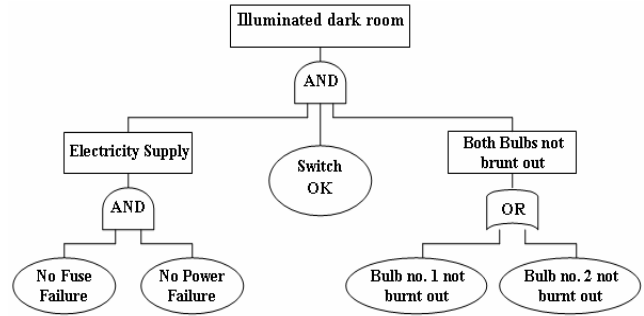 Illuminated dark room
AND
Electricity Supply
Switch
OK
Both Bulbs not
brunt out
AND
OR
No Fuse
Failure
No Power
Failure
Bulb no. 1 not
burnt out
Bulb no. 2 not
burnt out